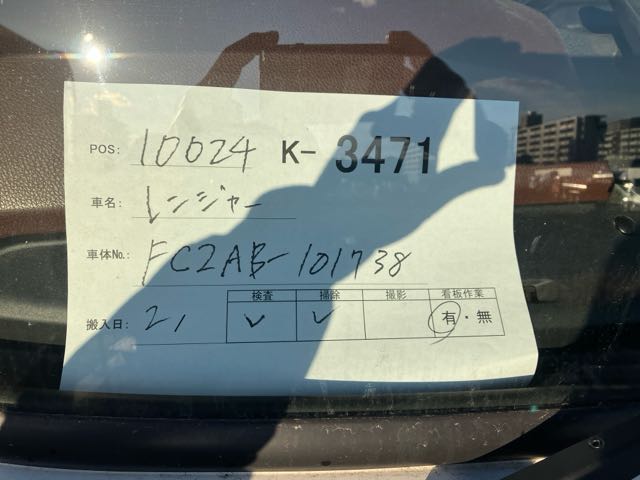 POS: 10024 K- 3471
車名: レンジャー
車体No.: FC2AB-101738
検査 掃除 撮影 看板作業
搬入日: 21 ✓ ✓ 有・無